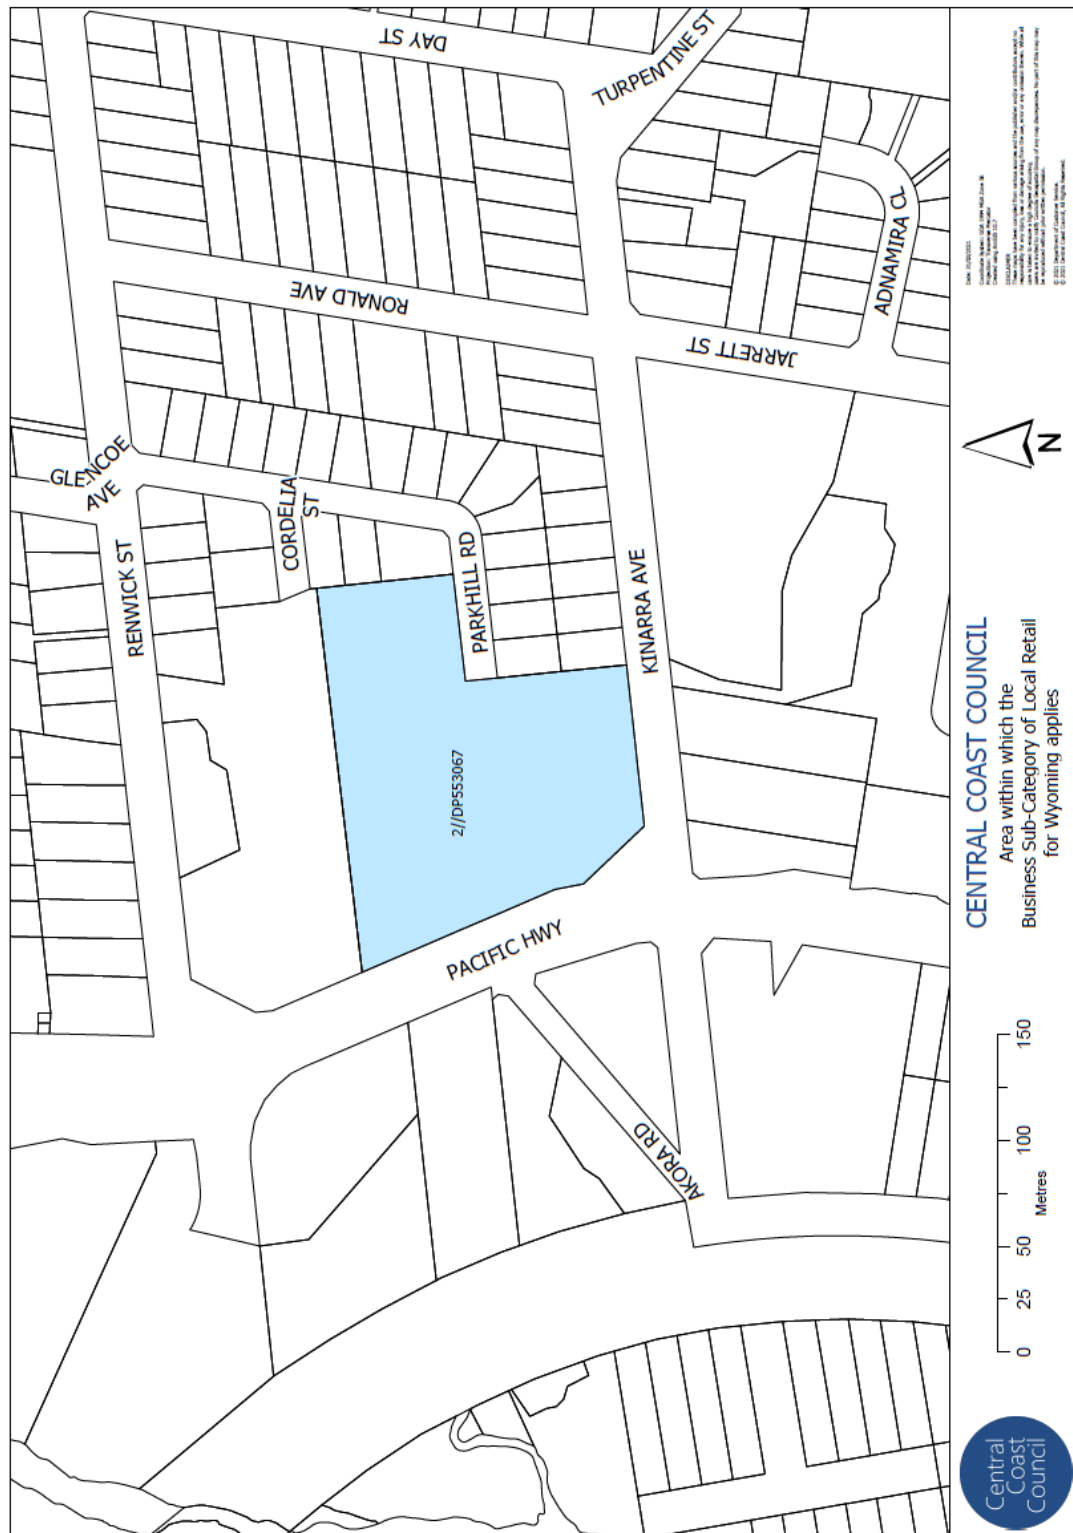 DAY ST
TURPENTINE ST
RONALD AVE
ADNAMIRA CL
JARRETT ST
GLENCOE
AVE
CORDELIA
ST
RENWICK ST
PARKHILL RD
KINARRA AVE
2//DP553067
PACIFIC HWY
AKORA RD
N
CENTRAL COAST COUNCIL
Area within which the
Business Sub-Category of Local Retail
for Wyoming applies
0 25 50 100 150
Metres
Central
Coast
Council